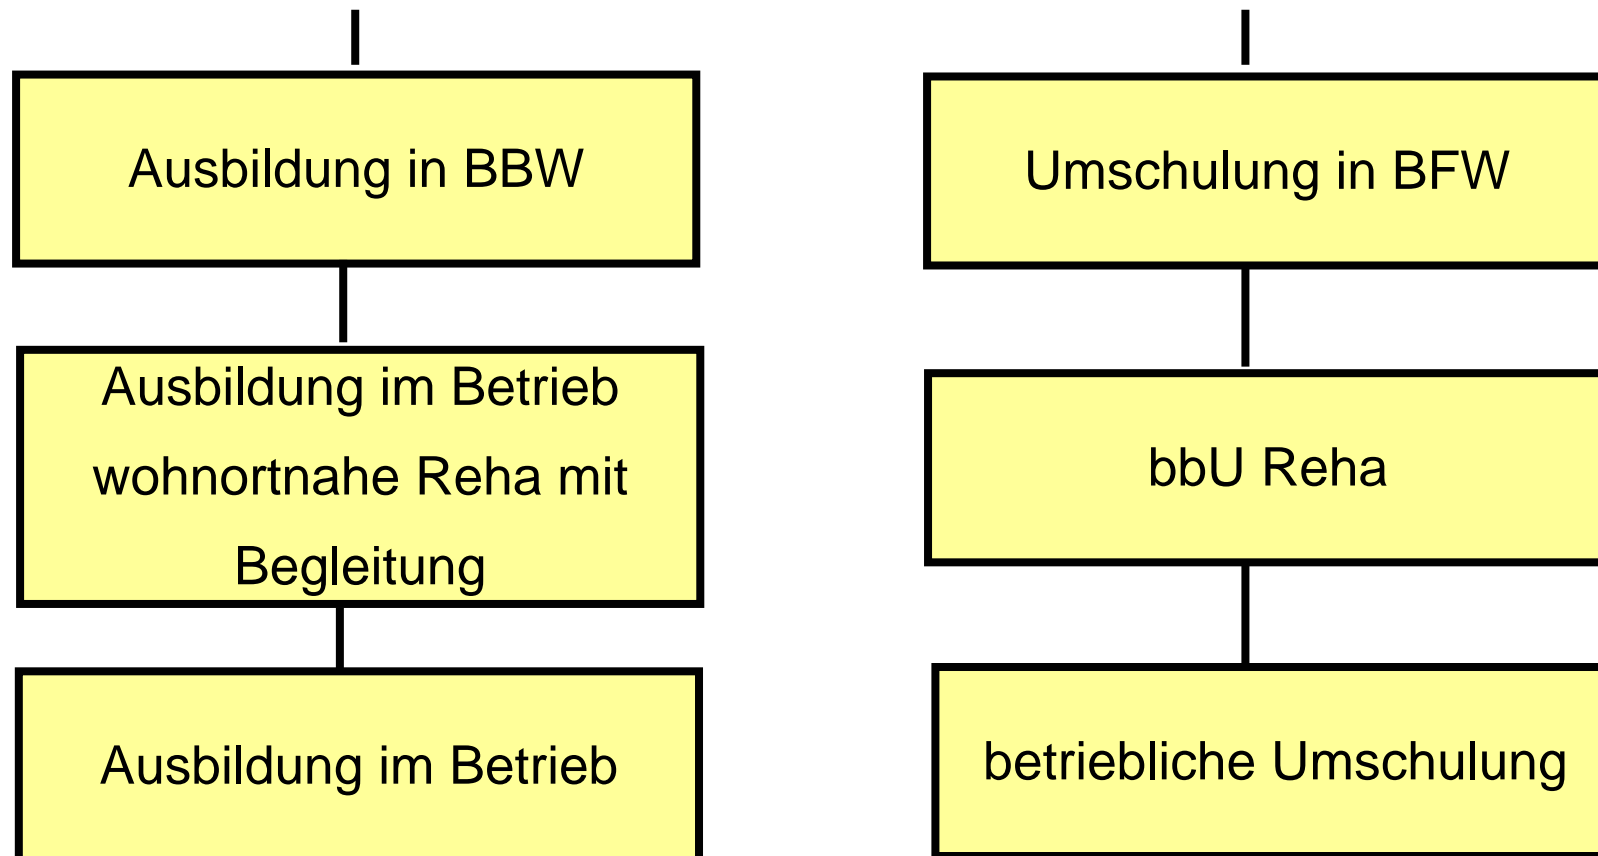 Ausbildung in BBW
Ausbildung im Betrieb
wohnortnahe Reha mit
Begleitung
Ausbildung im Betrieb
Umschulung in BFW
bbU Reha
betriebliche Umschulung